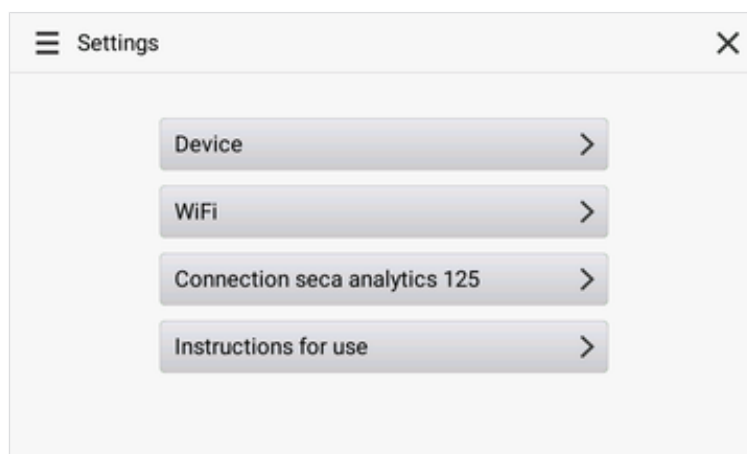 Settings
Device
WiFi
Connection seca analytics 125
Instructions for use